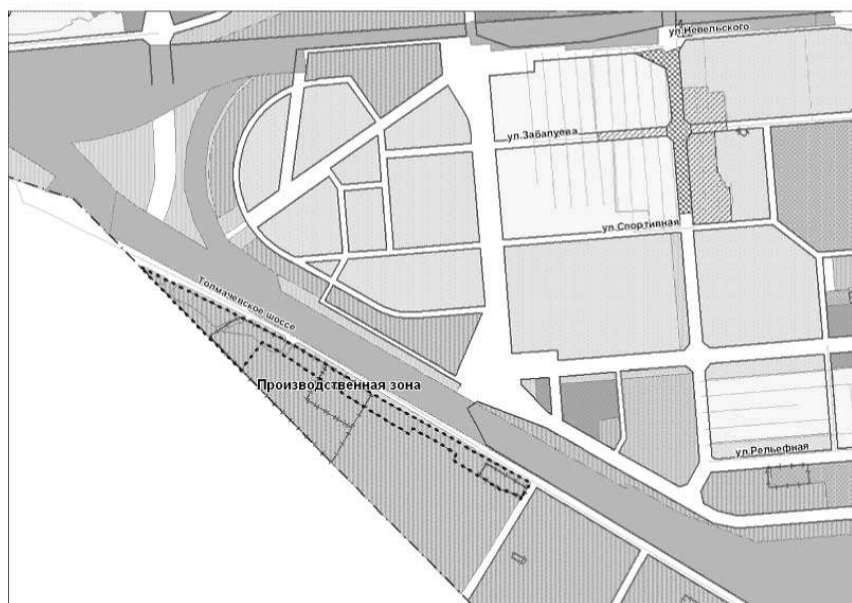 ул.Невельского
ул.Забалуева
ул.Спортивная
Толмачевское шоссе
Производственная зона
ул.Рельефная